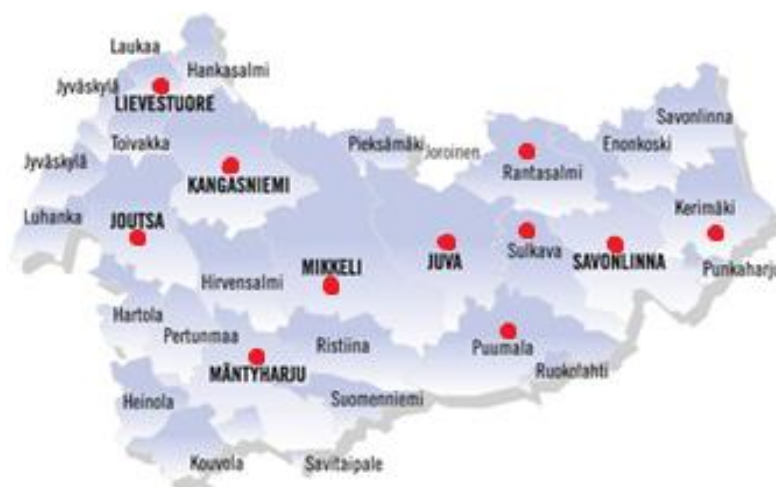 Laukaa
Hankasalmi
Jyväskylä
LIEVESTUORE
Savonlinna
Toivakka
Pieksämäki
Joroinen
Enonkoski
Jyväskylä
KANGASNIEMI
Rantasalmi
Luhanka
JOUTSA
Kerimäki
Hirvensalmi
MIKKELI
JUVA
Sulkava
SAVONLINNA
Punkaharju
Hartola
Pertunmaa
Ristiina
Puumala
MÄNTYHARJU
Ruokolahti
Heinola
Suomenniemi
Kouvola
Savitaipale